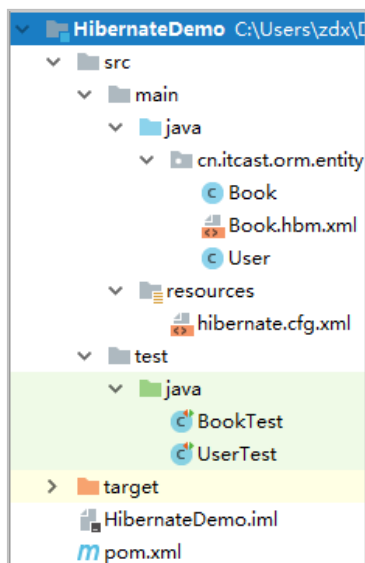 HibernateDemo C:\Users\zdx\D
src
main
java
cn.itcast.orm.entity
Book
Book.hbm.xml
User
resources
hibernate.cfg.xml
test
java
BookTest
UserTest
target
HibernateDemo.iml
pom.xml